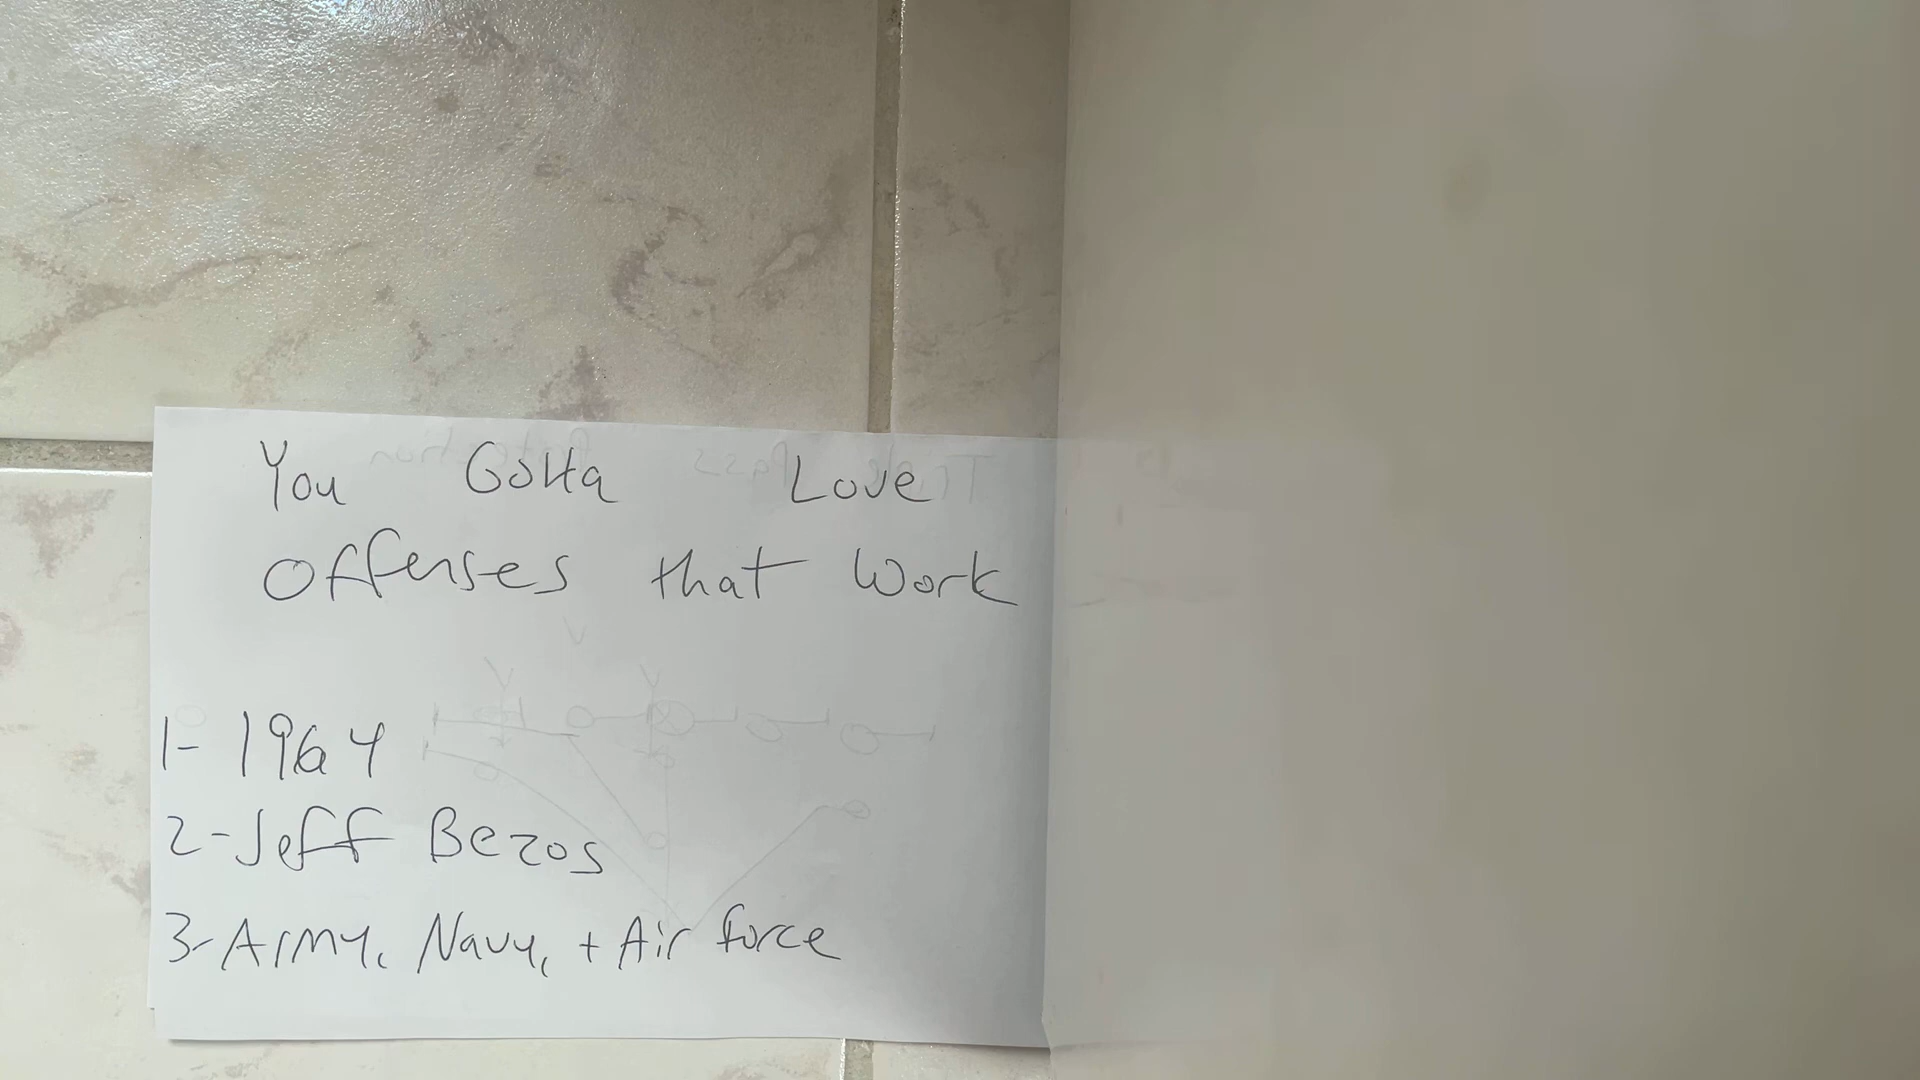 You Gotta Love
Offenses that Work
1- 1964
2- Jeff Bezos
3- Army, Navy, + Air force